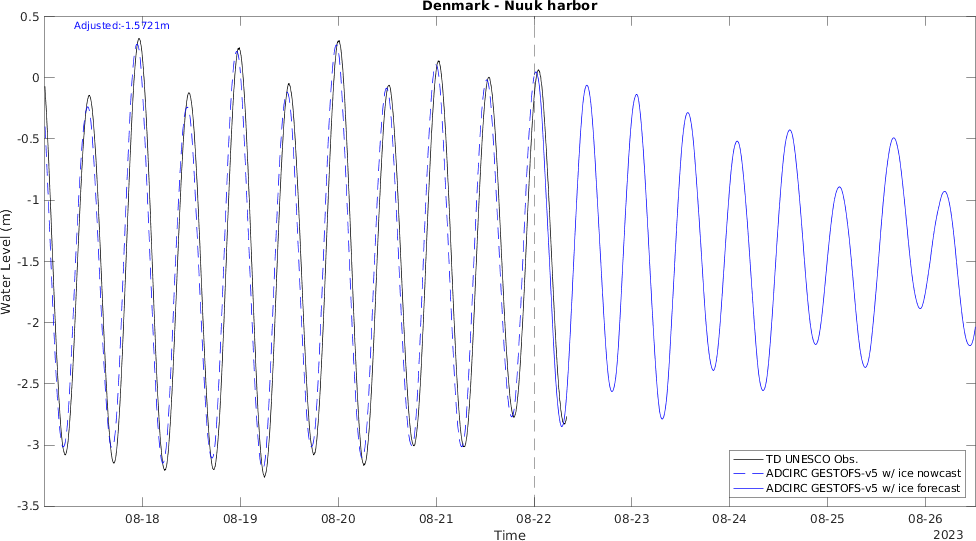 Denmark - Nuuk harbor
Adjusted:-1.5721m
0.5
0
-0.5
-1
-1.5
-2
-2.5
-3
-3.5
Water Level (m)
TD UNESCO Obs.
ADCIRC GESTOFS-v5 w/ ice nowcast
ADCIRC GESTOFS-v5 w/ ice forecast
08-18 08-19 08-20 08-21 08-22 08-23 08-24 08-25 08-26
Time
2023